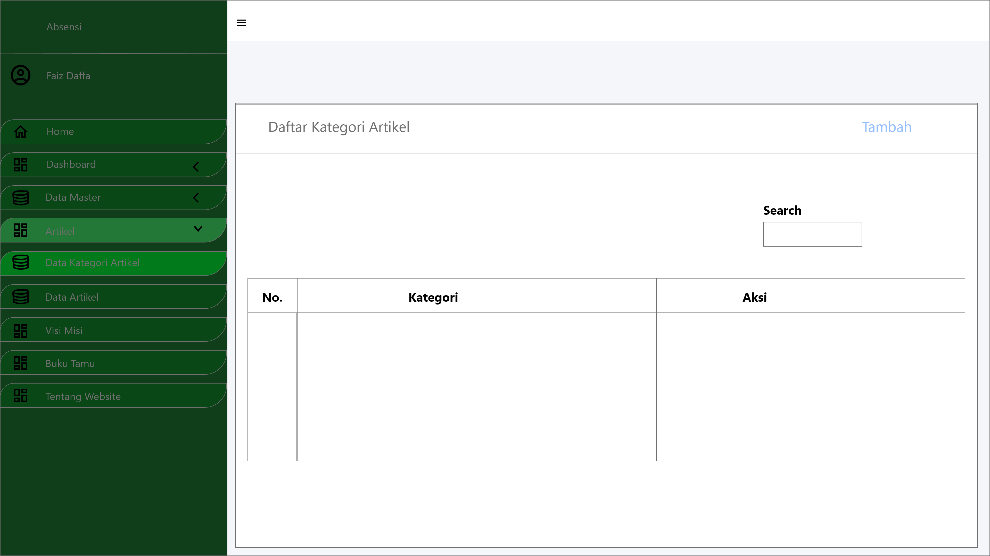 Absensi
Faiz Daffa
Home
Dashboard
Data Master
Artikel
Data Kategori Artikel
Data Artikel
Visi Misi
Buku Tamu
Tentang Website
Daftar Kategori Artikel
Tambah
Search
No. Kategori Aksi